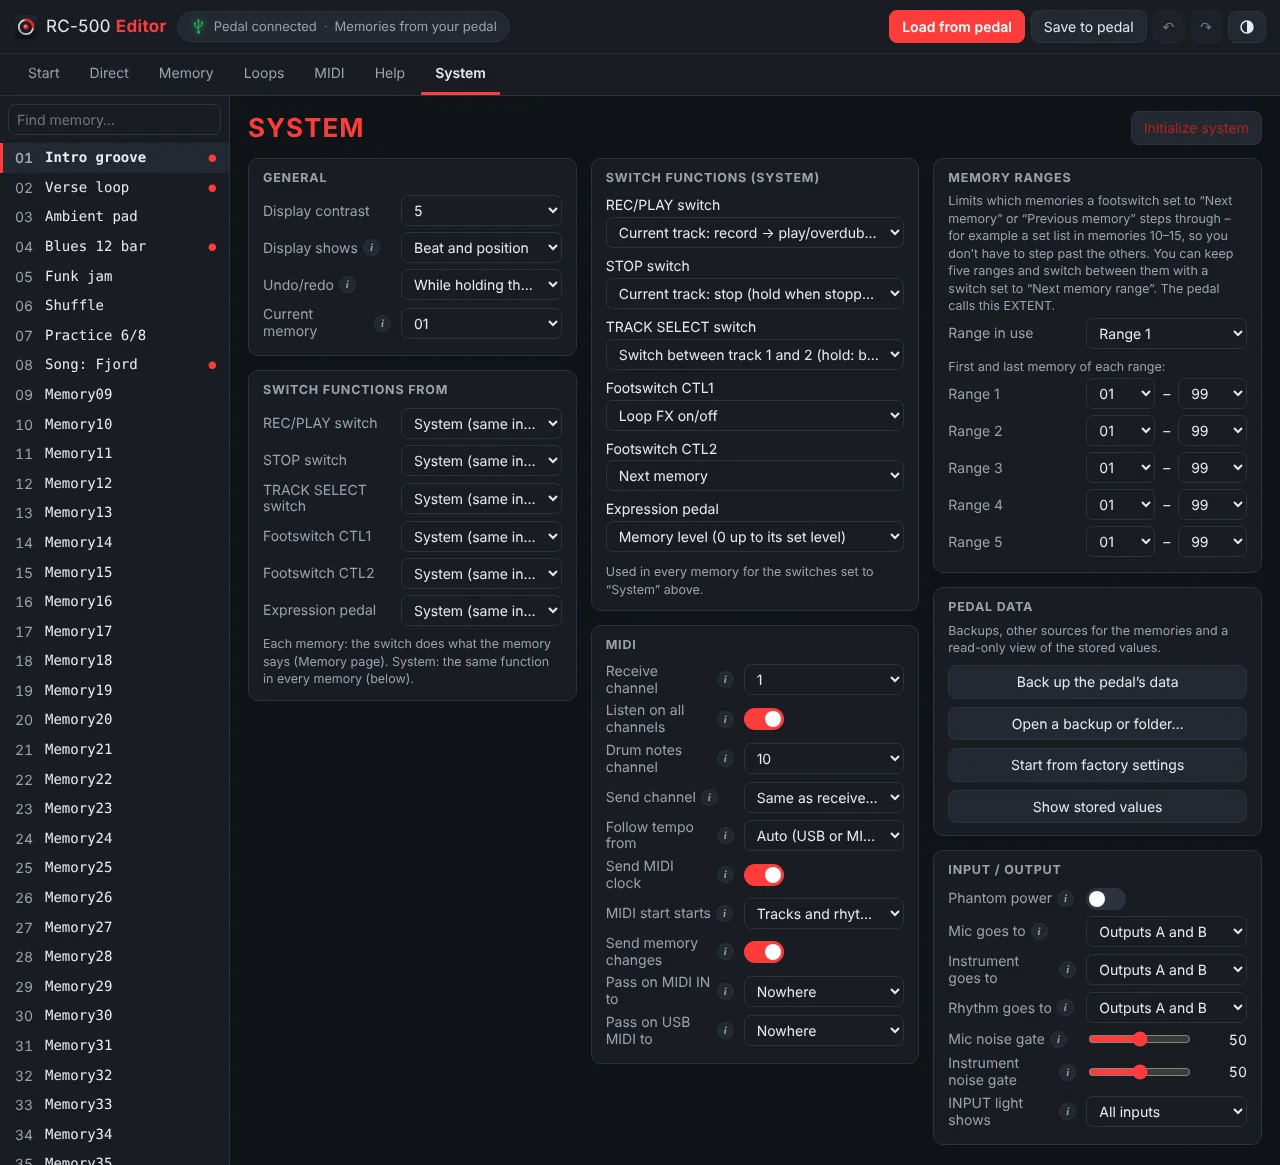 RC-500 Editor
Pedal connected · Memories from your pedal
Load from pedal
Save to pedal
Start
Direct
Memory
Loops
MIDI
Help
System
Find memory...
01 Intro groove
02 Verse loop
03 Ambient pad
04 Blues 12 bar
05 Funk jam
06 Shuffle
07 Practice 6/8
08 Song: Fjord
09 Memory09
10 Memory10
11 Memory11
12 Memory12
13 Memory13
14 Memory14
15 Memory15
16 Memory16
17 Memory17
18 Memory18
19 Memory19
20 Memory20
21 Memory21
22 Memory22
23 Memory23
24 Memory24
25 Memory25
26 Memory26
27 Memory27
28 Memory28
29 Memory29
30 Memory30
31 Memory31
32 Memory32
33 Memory33
34 Memory34
35 Memory35
SYSTEM
Initialize system
GENERAL
Display contrast 5
Display shows i Beat and position
Undo/redo i While holding th...
Current
memory i 01
SWITCH FUNCTIONS FROM
REC/PLAY switch System (same in...
STOP switch System (same in...
TRACK SELECT
switch System (same in...
Footswitch CTL1 System (same in...
Footswitch CTL2 System (same in...
Expression pedal System (same in...
Each memory: the switch does what the memory
says (Memory page). System: the same function
in every memory (below).
SWITCH FUNCTIONS (SYSTEM)
REC/PLAY switch
Current track: record → play/overdub...
STOP switch
Current track: stop (hold when stopp...
TRACK SELECT switch
Switch between track 1 and 2 (hold: b...
Footswitch CTL1
Loop FX on/off
Footswitch CTL2
Next memory
Expression pedal
Memory level (0 up to its set level)
Used in every memory for the switches set to
“System” above.
MIDI
Receive
channel i 1
Listen on all
channels i
Drum notes
channel i 10
Send channel i Same as receive...
Follow tempo
from i Auto (USB or MI...
Send MIDI
clock i
MIDI start starts i Tracks and rhyt...
Send memory
changes i
Pass on MIDI IN
to i Nowhere
Pass on USB
MIDI to i Nowhere
MEMORY RANGES
Limits which memories a footswitch set to “Next
memory” or “Previous memory” steps through –
for example a set list in memories 10–15, so you
don’t have to step past the others. You can keep
five ranges and switch between them with a
switch set to “Next memory range”. The pedal
calls this EXTENT.
Range in use Range 1
First and last memory of each range:
Range 1 01 – 99
Range 2 01 – 99
Range 3 01 – 99
Range 4 01 – 99
Range 5 01 – 99
PEDAL DATA
Backups, other sources for the memories and a
read-only view of the stored values.
Back up the pedal’s data
Open a backup or folder...
Start from factory settings
Show stored values
INPUT / OUTPUT
Phantom power i
Mic goes to i Outputs A and B
Instrument
goes to i Outputs A and B
Rhythm goes to i Outputs A and B
Mic noise gate i 50
Instrument
noise gate i 50
INPUT light
shows i All inputs